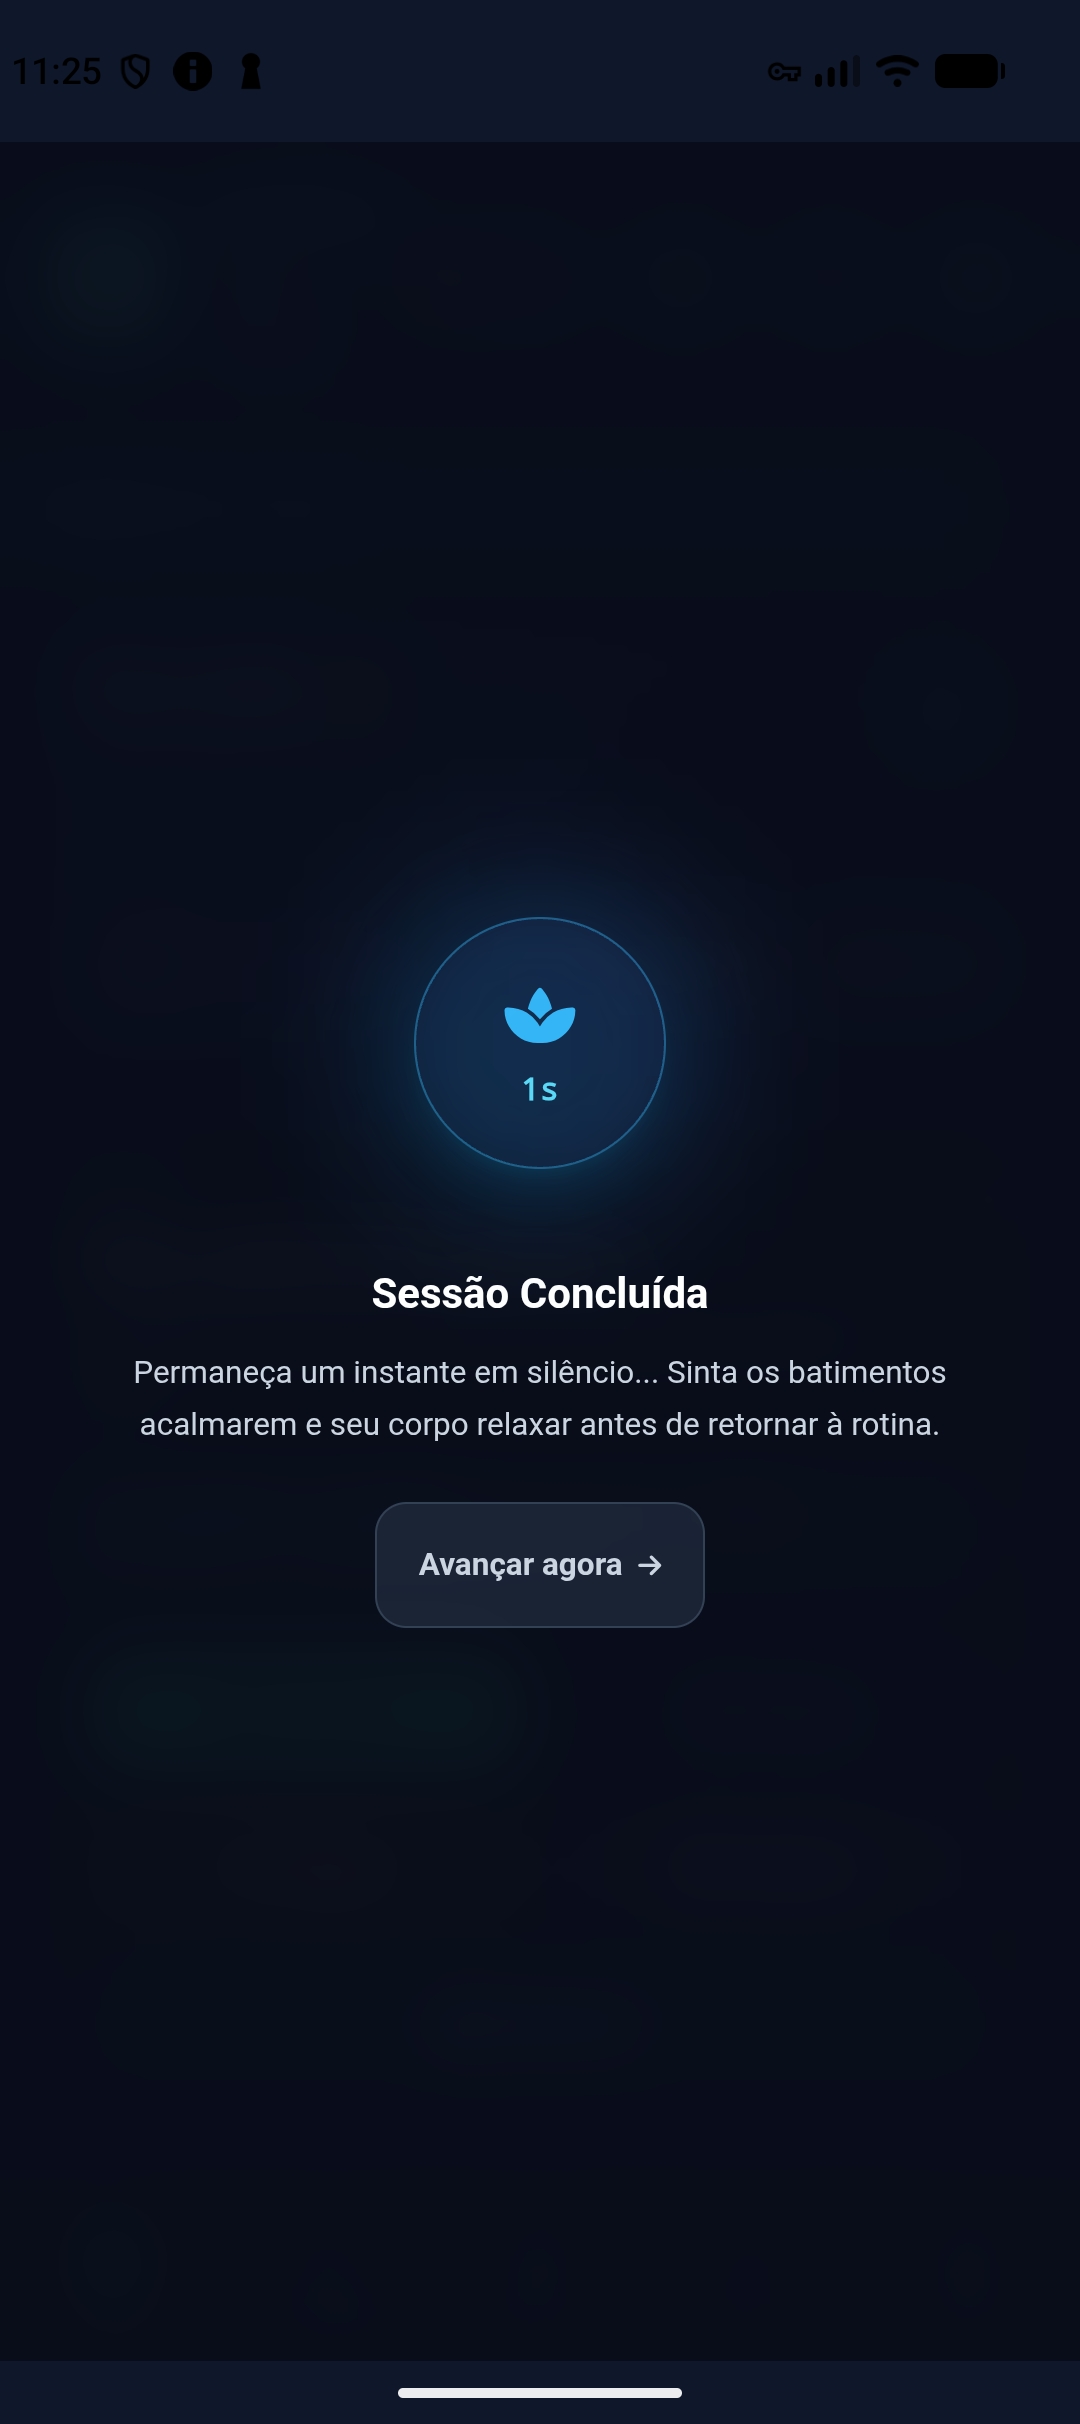 11:25
1s
Sessão Concluída
Permaneça um instante em silêncio... Sinta os batimentos
acalmarem e seu corpo relaxar antes de retornar à rotina.
Avançar agora →